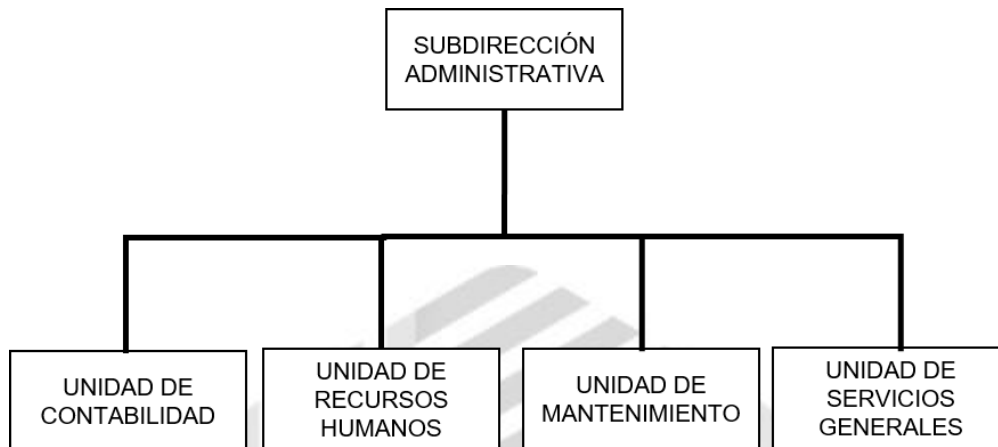 SUBDIRECCIÓN
ADMINISTRATIVA
UNIDAD DE
CONTABILIDAD
UNIDAD DE
RECURSOS
HUMANOS
UNIDAD DE
MANTENIMIENTO
UNIDAD DE
SERVICIOS
GENERALES